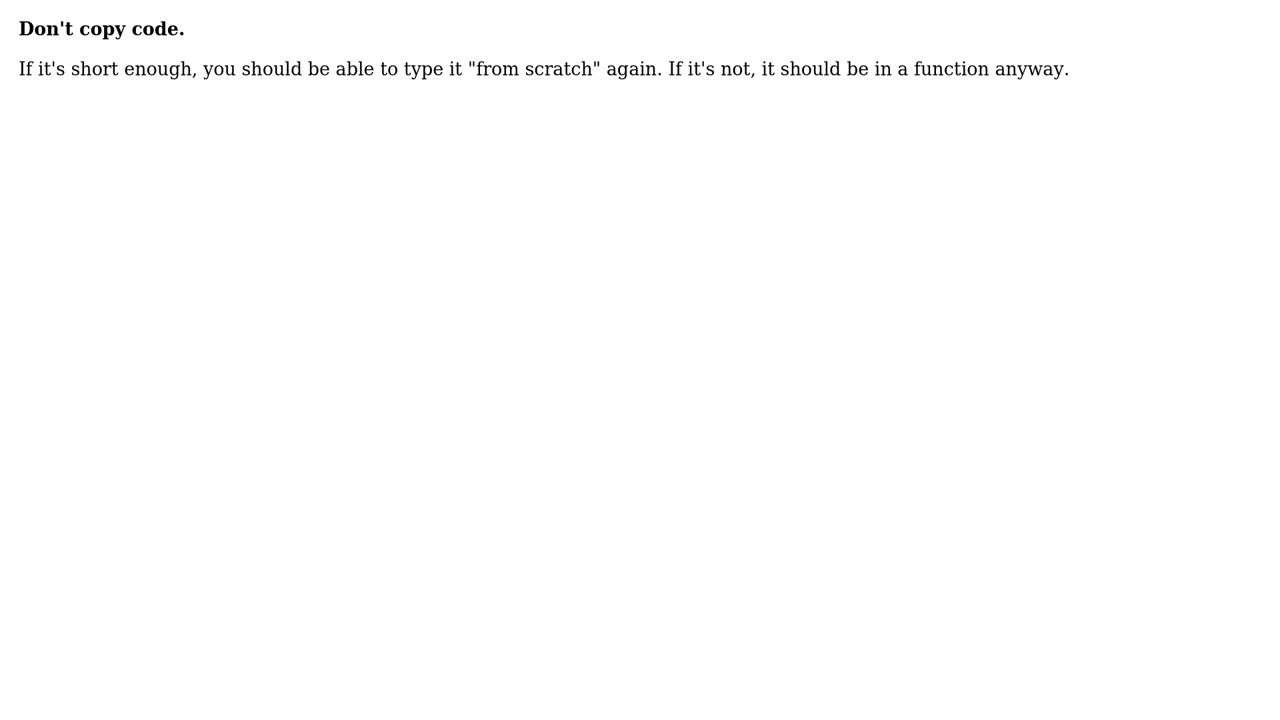 Don't copy code.
If it's short enough, you should be able to type it "from scratch" again. If it's not, it should be in a function anyway.